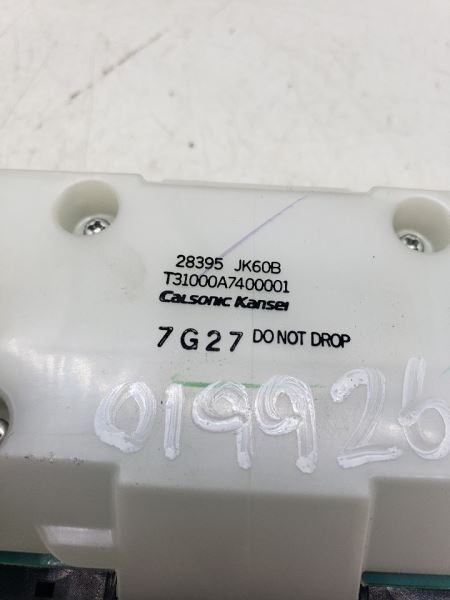 28395 JK60B
T31000A7400001
Calsonic Kansei
7G27 DO NOT DROP
019926